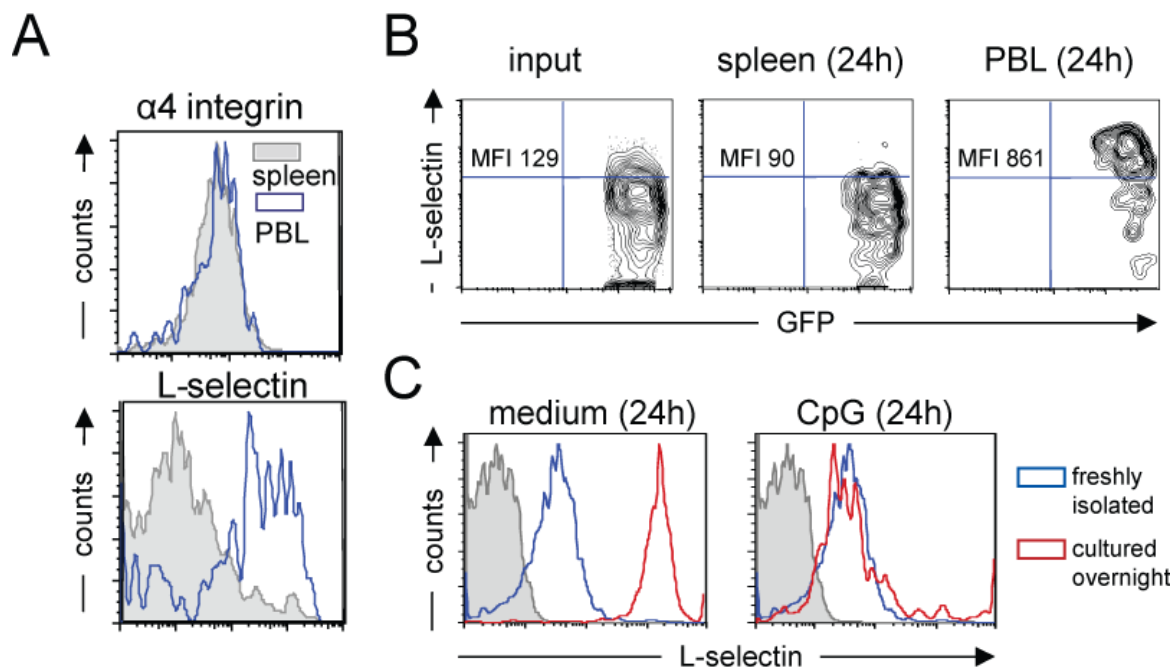 A
α4 integrin
spleen
PBL
counts
L-selectin
counts
B
input
spleen (24h)
PBL (24h)
L-selectin
MFI 129
MFI 90
MFI 861
GFP
C
medium (24h)
CpG (24h)
counts
freshly
isolated
cultured
overnight
L-selectin